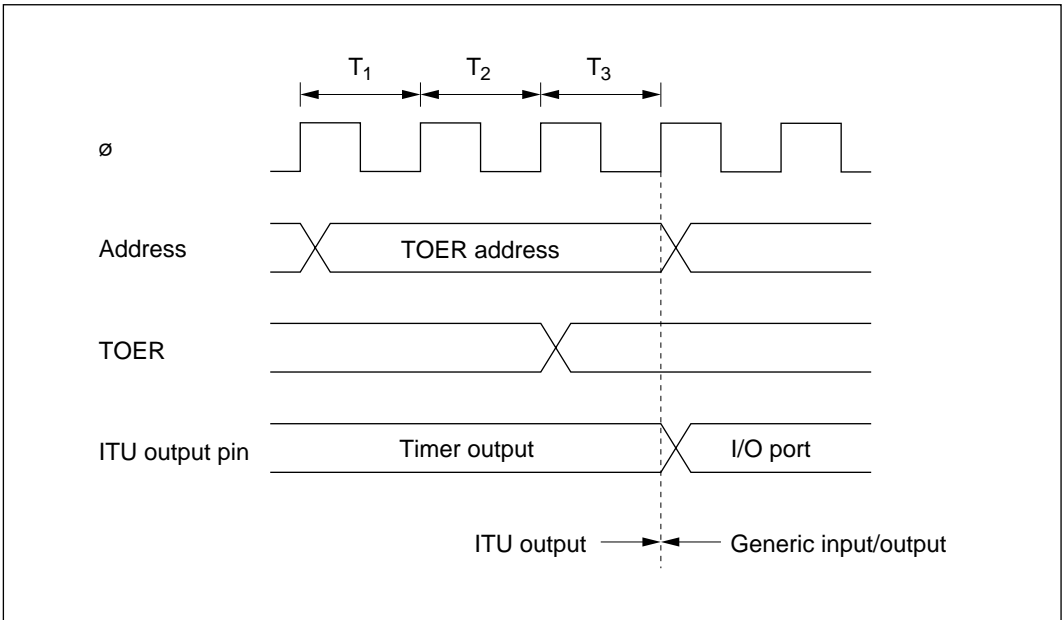 T1 T2 T3
ø
Address
TOER address
TOER
ITU output pin
Timer output
I/O port
ITU output
Generic input/output